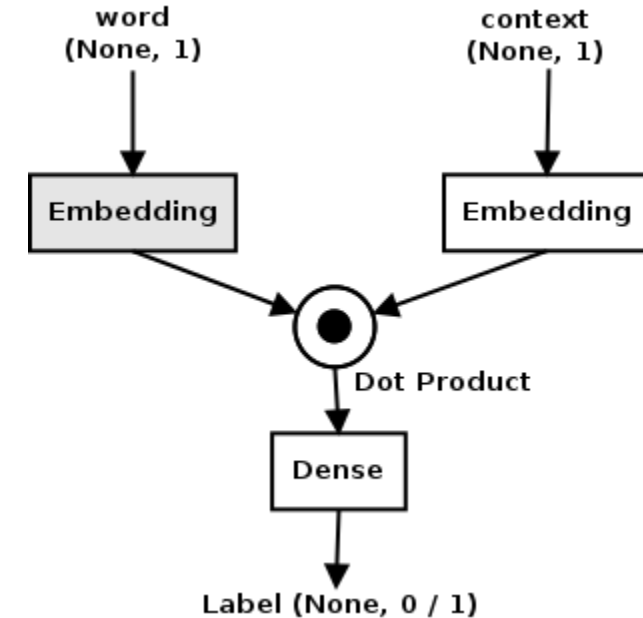 word
(None, 1)
context
(None, 1)
Embedding
Embedding
Dot Product
Dense
Label (None, 0 / 1)